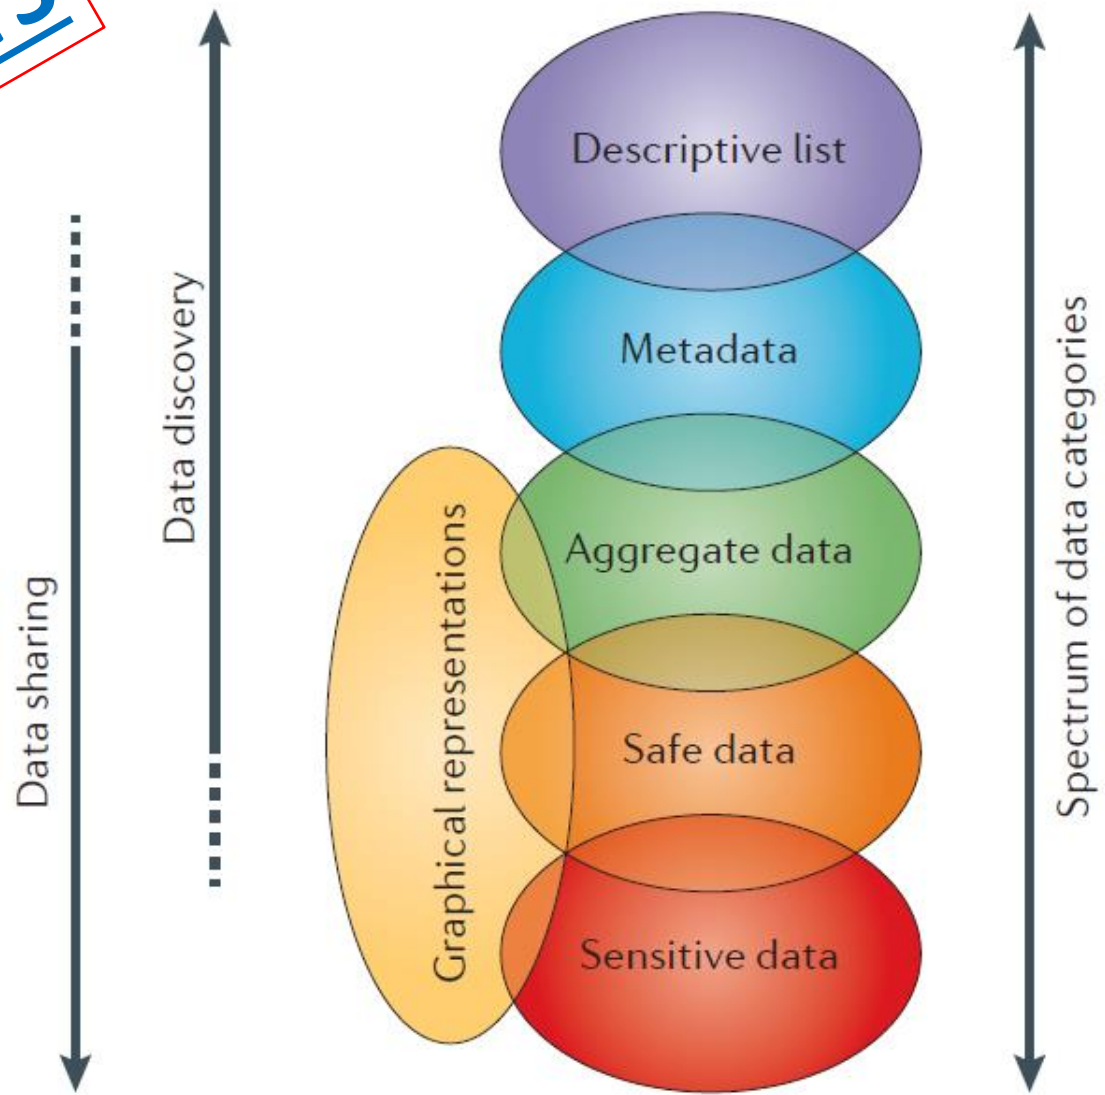 Descriptive list
Metadata
Aggregate data
Safe data
Sensitive data
Graphical representations
Data sharing
Data discovery
Spectrum of data categories